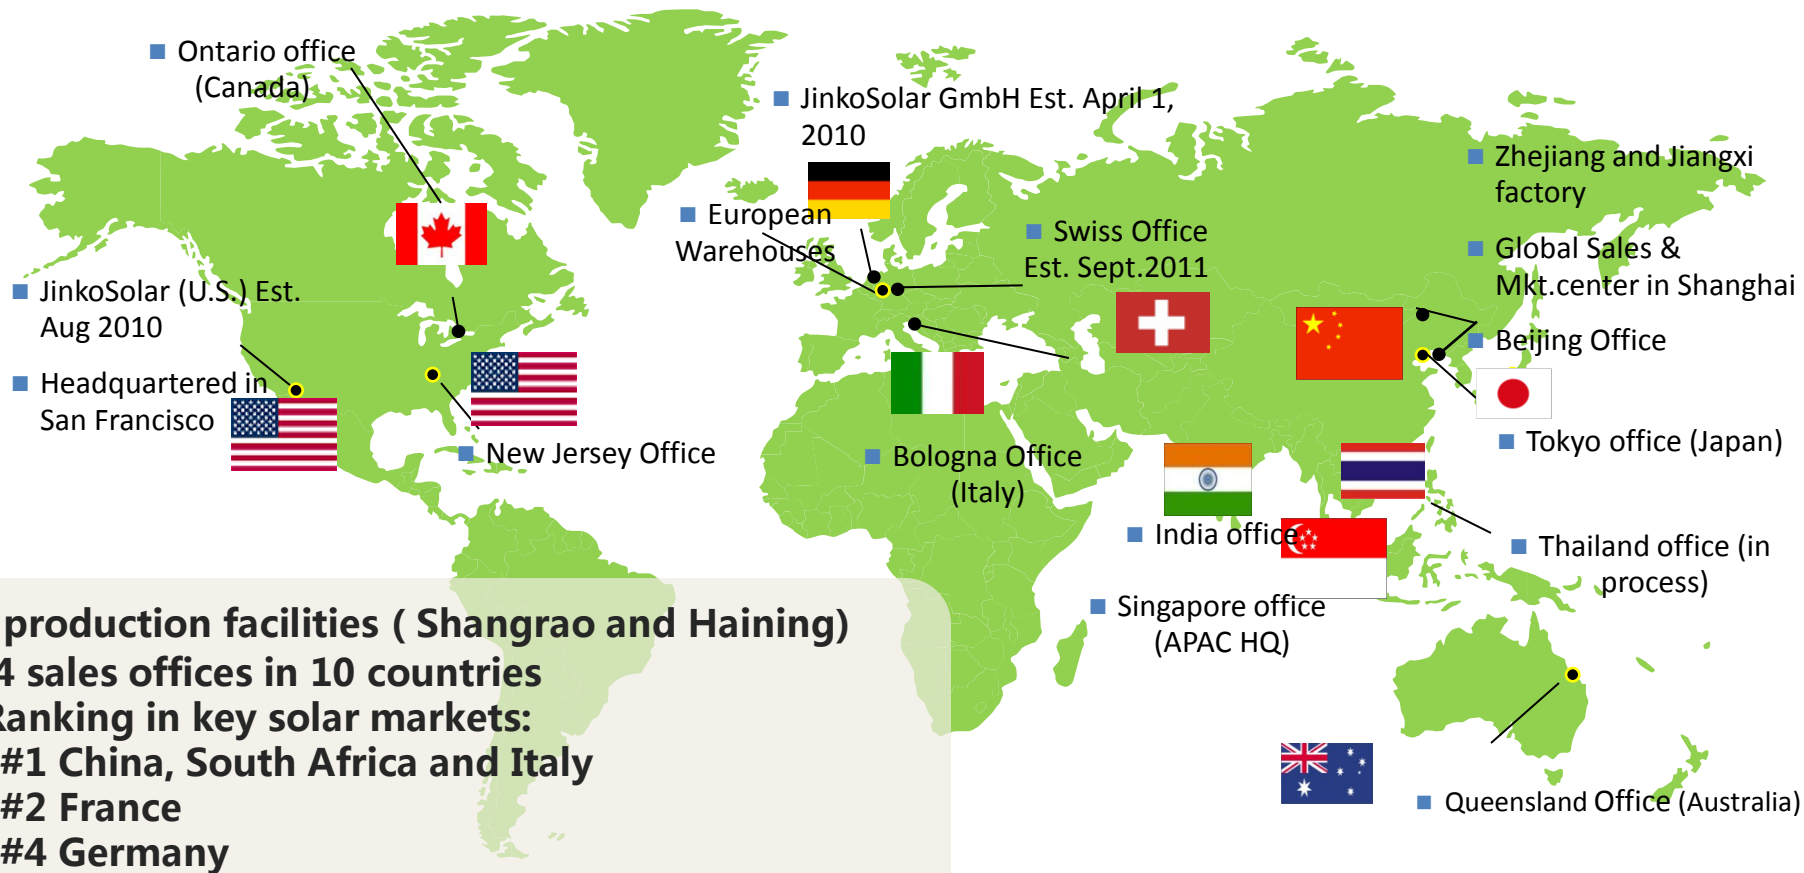 Ontario office
(Canada)
JinkoSolar GmbH Est. April 1,
2010
Zhejiang and Jiangxi
factory
European
Warehouses
Swiss Office
Est. Sept.2011
Global Sales &
Mkt.center in Shanghai
JinkoSolar (U.S.) Est.
Aug 2010
Beijing Office
Headquartered in
San Francisco
New Jersey Office
Bologna Office
(Italy)
Tokyo office (Japan)
India office
Thailand office (in
process)
Singapore office
(APAC HQ)
production facilities ( Shangrao and Haining)
4 sales offices in 10 countries
Ranking in key solar markets:
#1 China, South Africa and Italy
#2 France
#4 Germany
Queensland Office (Australia)